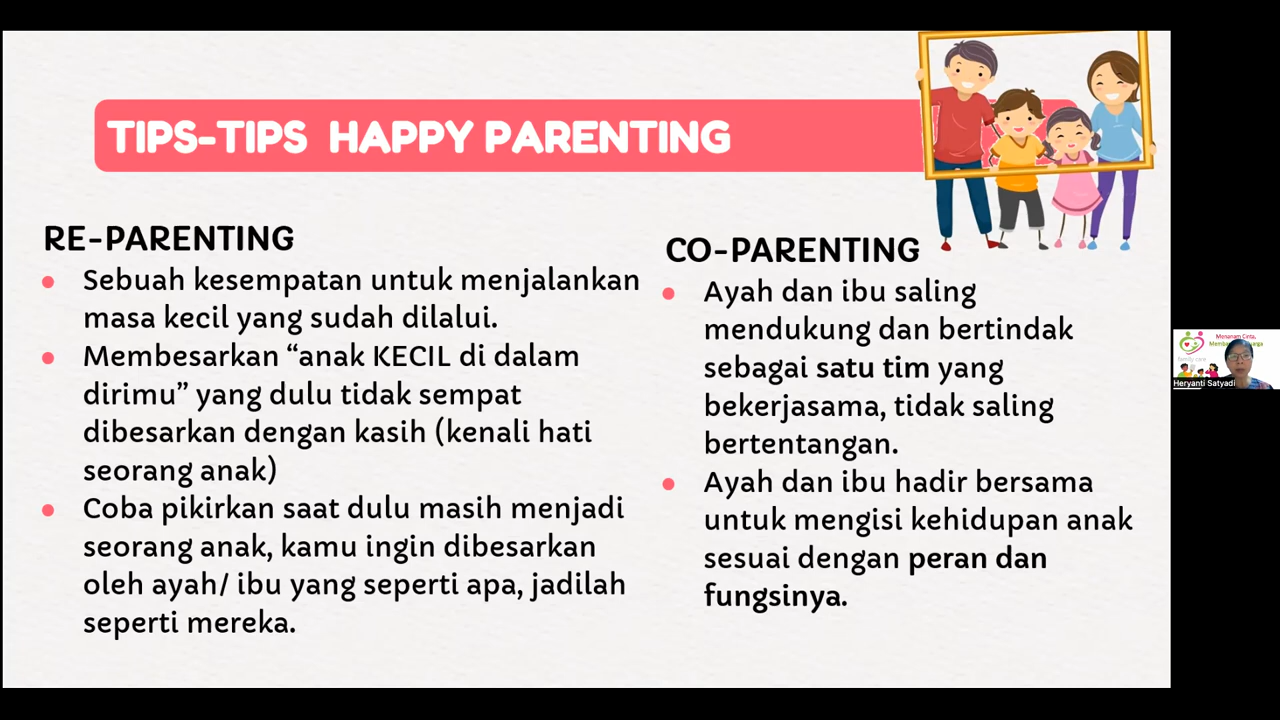 TIPS-TIPS HAPPY PARENTING
RE-PARENTING
Sebuah kesempatan untuk menjalankan
masa kecil yang sudah dilalui.
Membesarkan “anak KECIL di dalam
dirimu” yang dulu tidak sempat
dibesarkan dengan kasih (kenali hati
seorang anak)
Coba pikirkan saat dulu masih menjadi
seorang anak, kamu ingin dibesarkan
oleh ayah/ ibu yang seperti apa, jadilah
seperti mereka.
CO-PARENTING
Ayah dan ibu saling
mendukung dan bertindak
sebagai satu tim yang
bekerjasama, tidak saling
bertentangan.
Ayah dan ibu hadir bersama
untuk mengisi kehidupan anak
sesuai dengan peran dan
fungsinya.
Menanam Cinta,
family care
Heryanti Satyadi